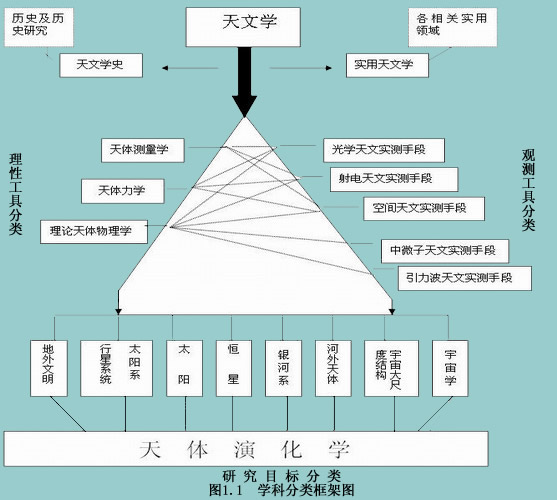 历史及历
史研究
天文学
各相关实用
领域
天文学史
实用天文学
理性工具分类
观测工具分类
天体测量学
光学天文实测手段
天体力学
射电天文实测手段
空间天文实测手段
理论天体物理学
中微子天文实测手段
引力波天文实测手段
地外文明
太阳系
行星系统
太阳
恒星
银河系
河外天体
宇宙大尺
度结构
宇宙学
天体演化学
研究目标分类
图1.1 学科分类框架图